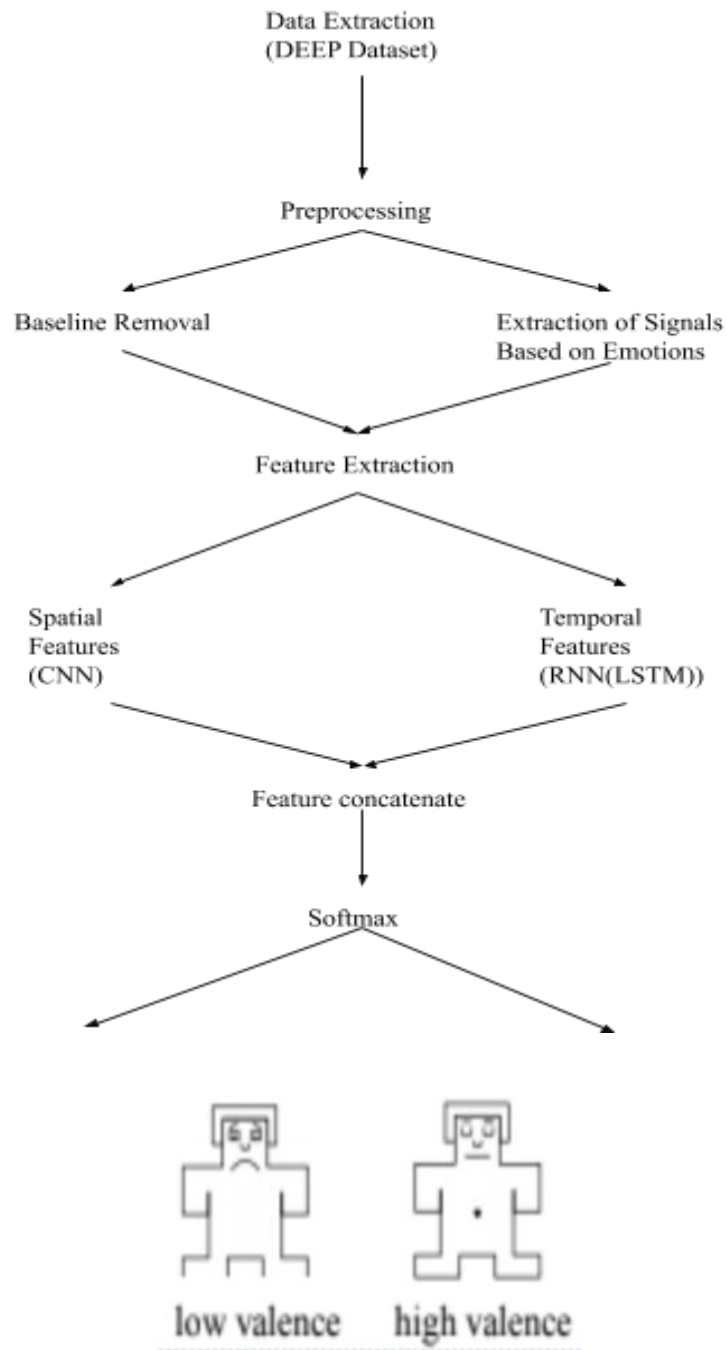 Data Extraction
(DEEP Dataset)
Preprocessing
Baseline Removal
Extraction of Signals
Based on Emotions
Feature Extraction
Spatial
Features
(CNN)
Temporal
Features
(RNN(LSTM))
Feature concatenate
Softmax
low valence
high valence